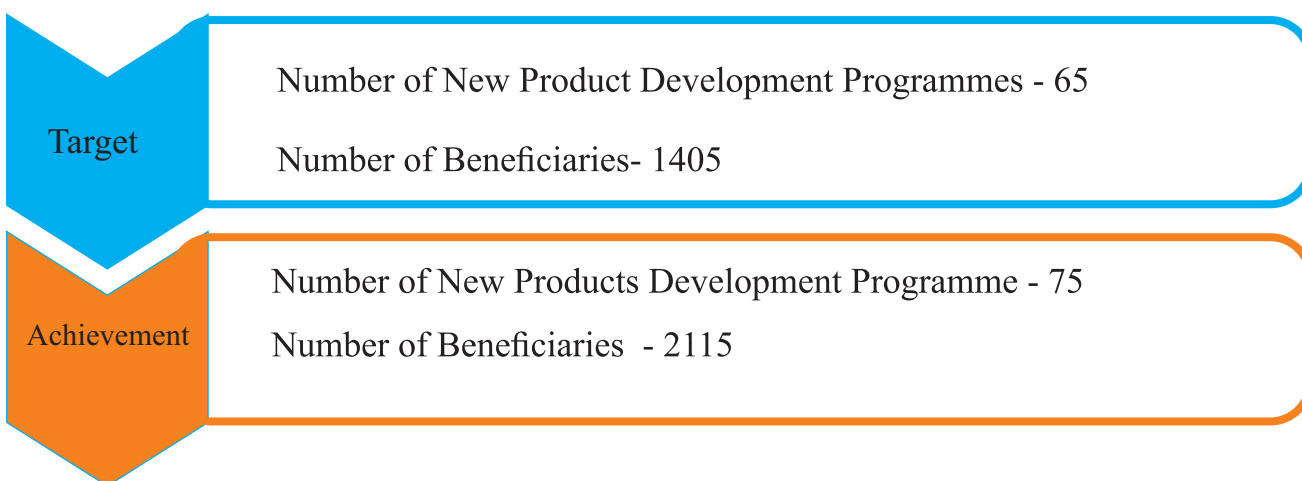 Target
Number of New Product Development Programmes - 65
Number of Beneficiaries- 1405
Achievement
Number of New Products Development Programme - 75
Number of Beneficiaries  - 2115